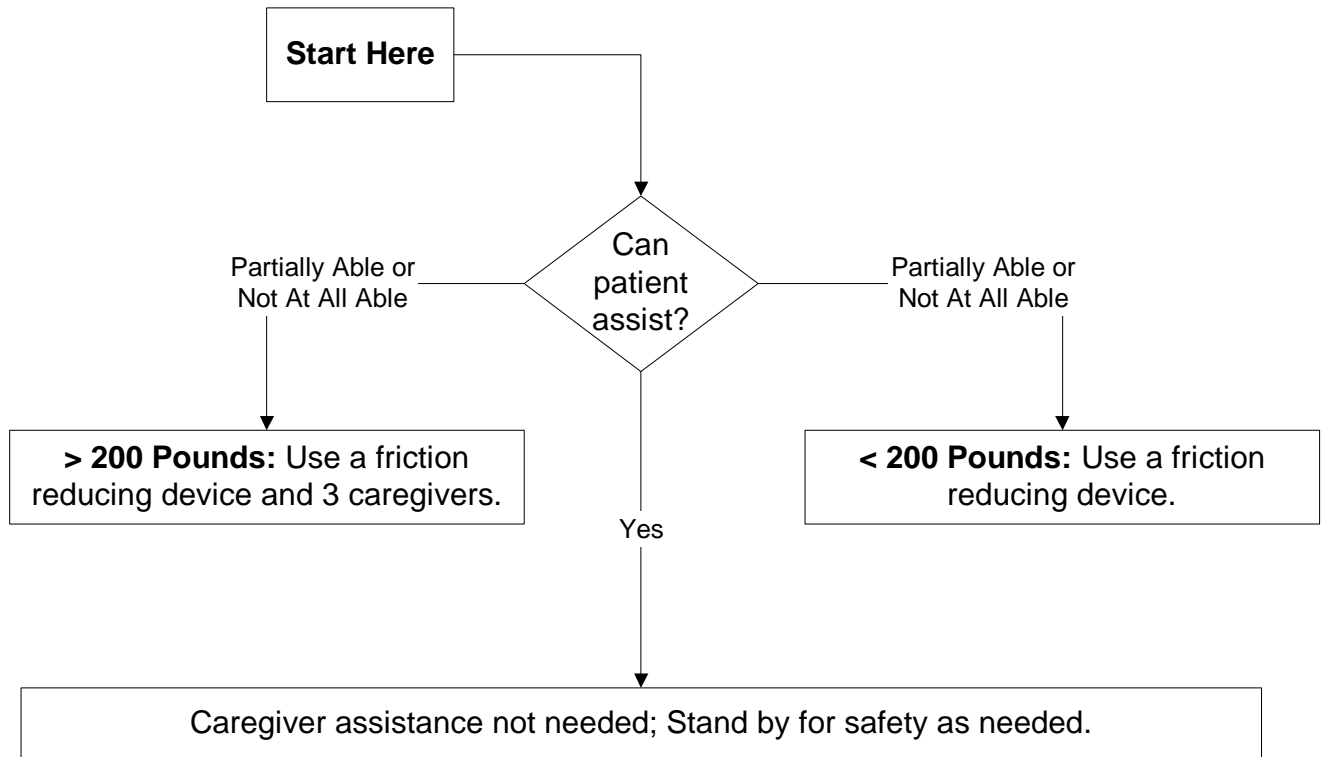 Start Here
Can
patient
assist?
Partially Able or
Not At All Able
Partially Able or
Not At All Able
> 200 Pounds: Use a friction
reducing device and 3 caregivers.
< 200 Pounds: Use a friction
reducing device.
Yes
Caregiver assistance not needed; Stand by for safety as needed.